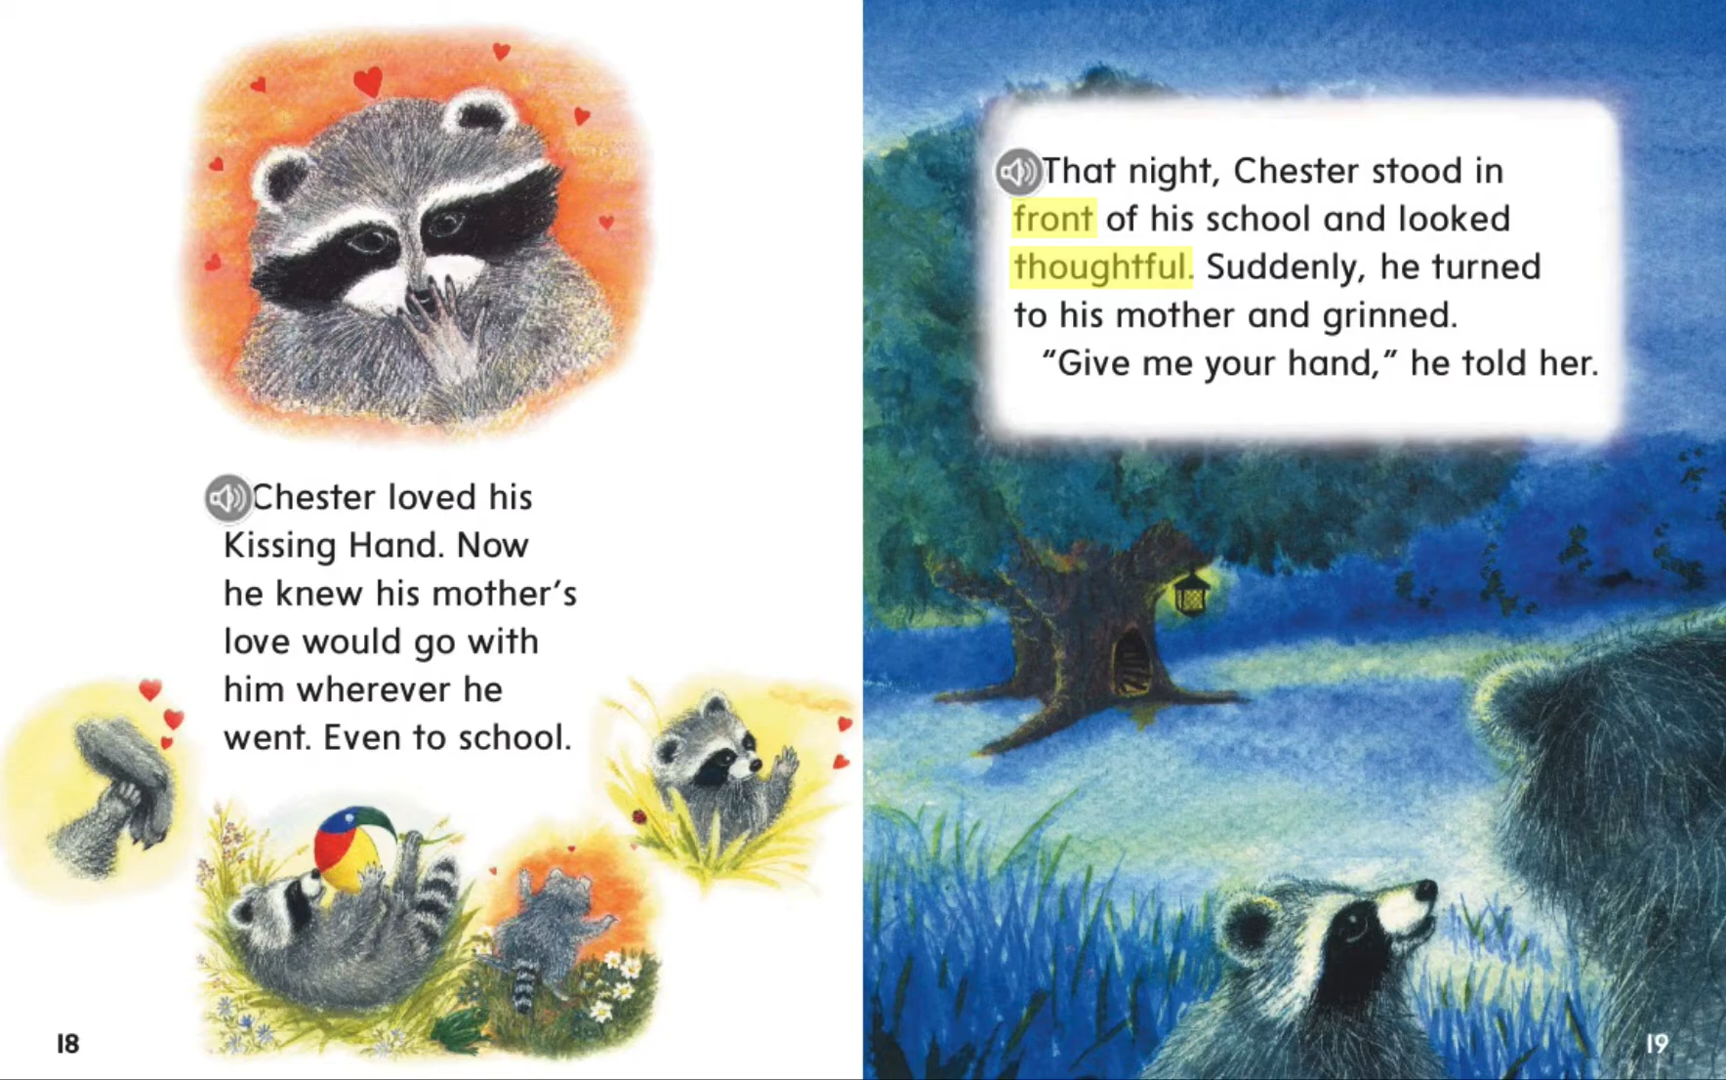 Chester loved his
Kissing Hand. Now
he knew his mother's
love would go with
him wherever he
went. Even to school.
18
That night, Chester stood in
front of his school and looked
thoughtful. Suddenly, he turned
to his mother and grinned.
“Give me your hand,” he told her.
19